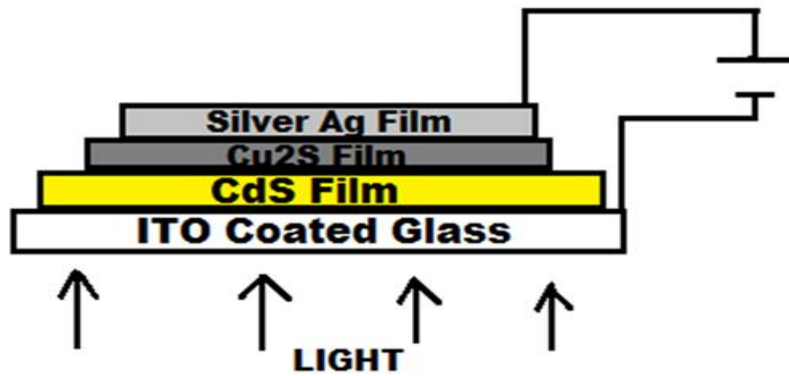 Silver Ag Film
Cu2S Film
CdS Film
ITO Coated Glass
LIGHT